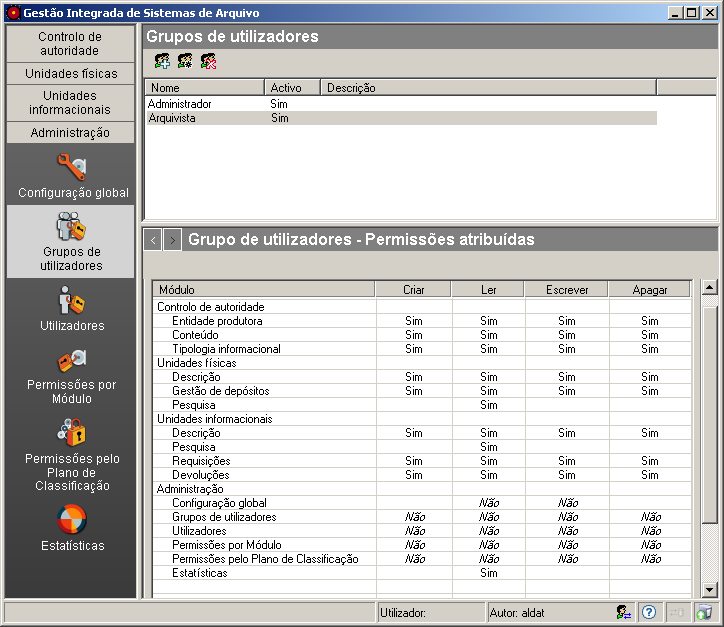 Gestão Integrada de Sistemas de Arquivo
Controlo de
autoridade
Unidades físicas
Unidades
informacionais
Administração
Configuração global
Grupos de
utilizadores
Utilizadores
Permissões por
Módulo
Permissões pelo
Plano de
Classificação
Estatísticas
Grupos de utilizadores
Nome Activo Descrição
Administrador Sim
Arquivista Sim
< > Grupo de utilizadores - Permissões atribuídas
Módulo Criar Ler Escrever Apagar
Controlo de autoridade
Entidade produtora Sim Sim Sim Sim
Conteúdo Sim Sim Sim Sim
Tipologia informacional Sim Sim Sim Sim
Unidades físicas
Descrição Sim Sim Sim Sim
Gestão de depósitos Sim Sim Sim Sim
Pesquisa Sim
Unidades informacionais
Descrição Sim Sim Sim Sim
Pesquisa Sim
Requisições Sim Sim Sim Sim
Devoluções Sim Sim Sim Sim
Administração
Configuração global Não Não
Grupos de utilizadores Não Não Não Não
Utilizadores Não Não Não Não
Permissões por Módulo Não Não Não Não
Permissões pelo Plano de Classificação Não Não Não Não
Estatísticas Sim
Utilizador: Autor: aldat